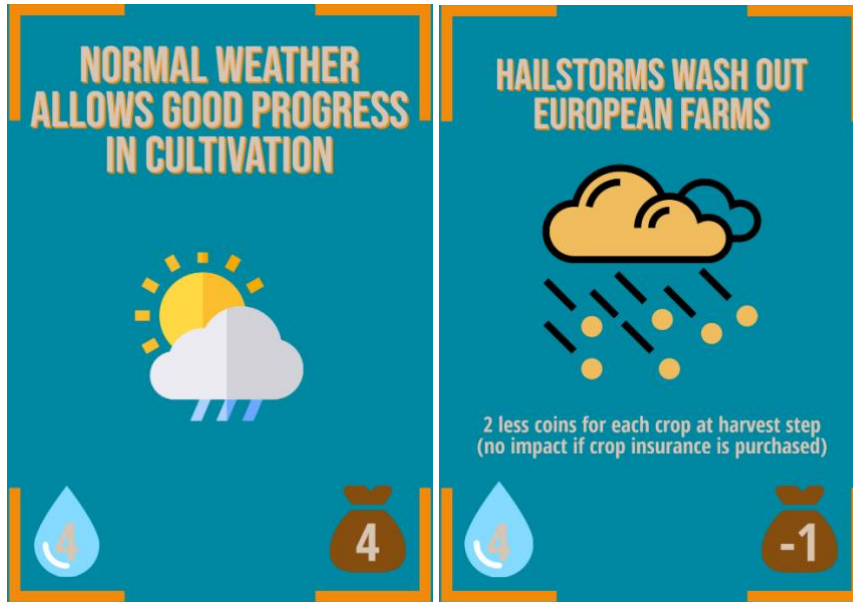 NORMAL WEATHER
ALLOWS GOOD PROGRESS
IN CULTIVATION
4
4
HAILSTORMS WASH OUT
EUROPEAN FARMS
2 less coins for each crop at harvest step
(no impact if crop insurance is purchased)
4
-1